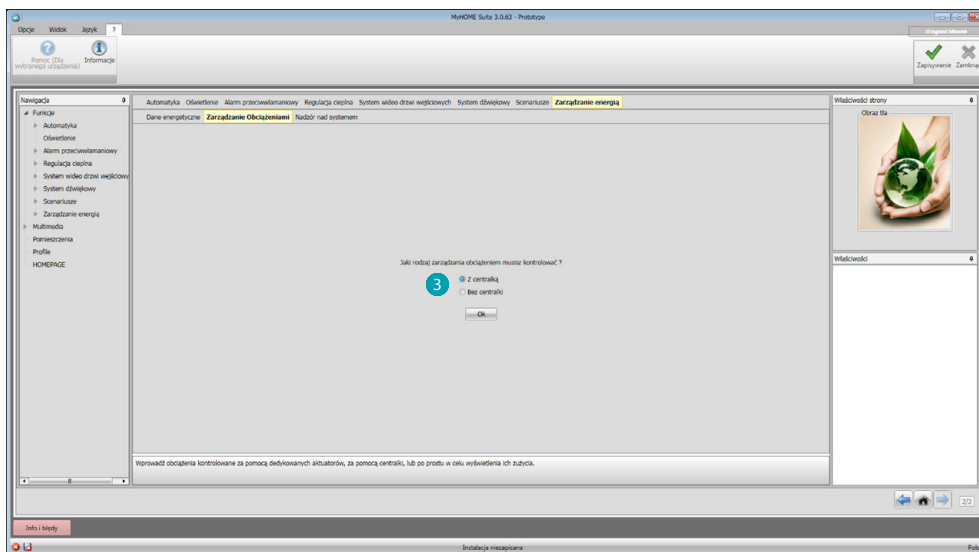 MyHOME Suite 3.0.63 - Prototype
Opcje Widok Język ?
Pomoc (Dla wybranego urządzenia)
Informacje
Zapisywanie Zamkną
Nawigacja
Funkcje
Automatyka
Oświetlenie
Alarm przeciwwłamaniowy
Regulacja cieplna
System wideo drzwi wejściowy
System dźwiękowy
Scenariusze
Zarządzanie energią
Multimedia
Pomieszczenia
Profile
HOMEPAGE
Automatyka Oświetlenie Alarm przeciwwłamaniowy Regulacja cieplna System wideo drzwi wejściowych System dźwiękowy Scenariusze Zarządzanie energią
Dane energetyczne Zarządzanie Obciążeniami Nadzór nad systemem
Jaki rodzaj zarządzania obciążeniem musisz kontrolować ?
3
Z centralką
Bez centralki
Ok
Wprowadź obciążenia kontrolowane za pomocą dedykowanych aktuatorów, za pomocą centralki, lub po prostu w celu wyświetlenia ich zużycia.
Właściwości strony
Obraz tła
Właściwości
2/2
Info i błędy
Instalacja niezapisana